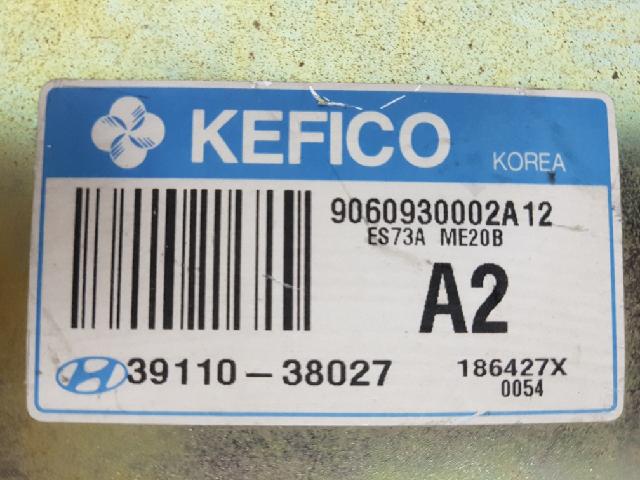 KEFICO KOREA
9060930002A12
ES73A ME20B
A2
39110-38027
186427X
0054